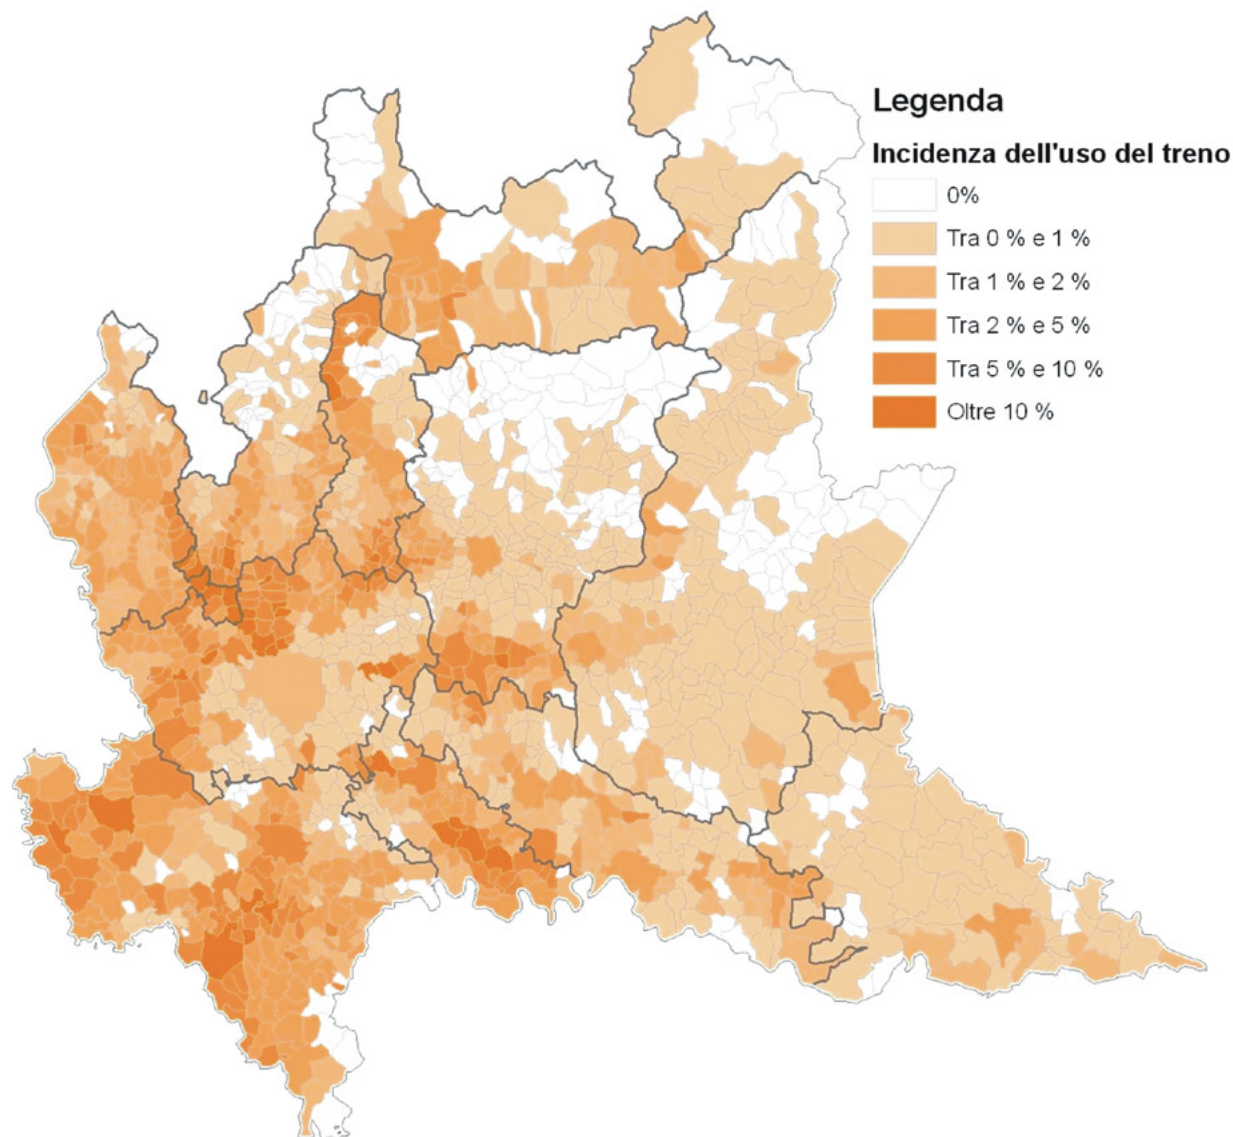 Legenda
Incidenza dell'uso del treno
0%
Tra 0 % e 1 %
Tra 1 % e 2 %
Tra 2 % e 5 %
Tra 5 % e 10 %
Oltre 10 %